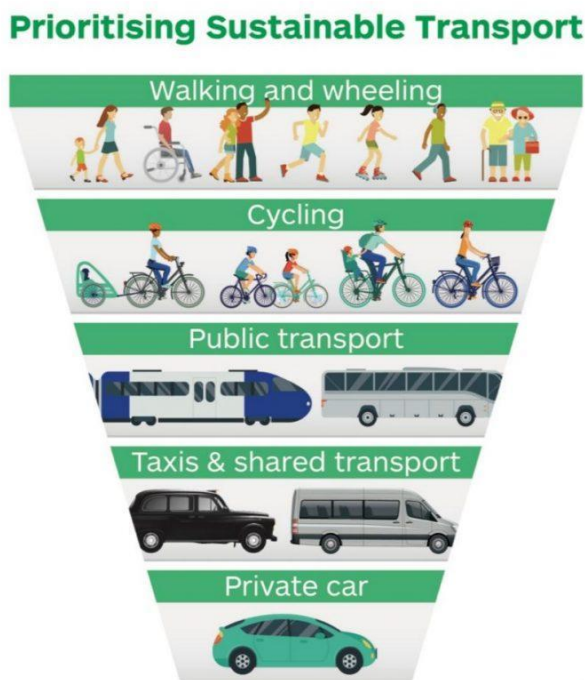 Prioritising Sustainable Transport
Walking and wheeling
Cycling
Public transport
Taxis & shared transport
Private car